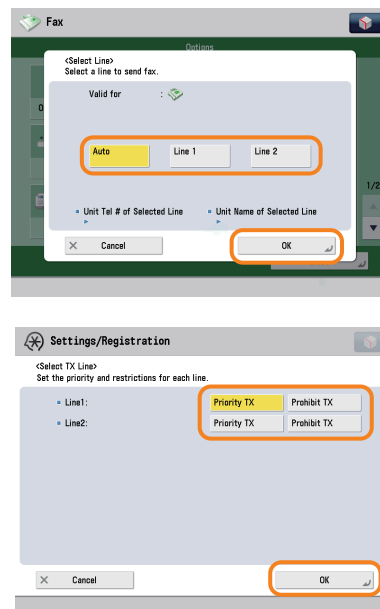 Fax
Options
<Select Line>
Select a line to send fax.
Valid for :
0
Auto Line 1 Line 2
1/2
Unit Tel # of Selected Line Unit Name of Selected Line
Cancel OK
Settings/Registration
<Select TX Line>
Set the priority and restrictions for each line.
Line1: Priority TX Prohibit TX
Line2: Priority TX Prohibit TX
Cancel OK